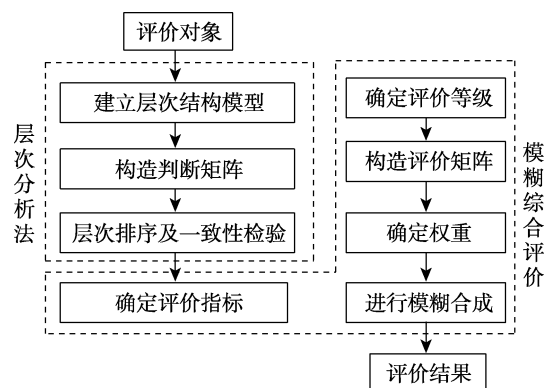 评价对象
层次分析法
建立层次结构模型
构造判断矩阵
层次排序及一致性检验
确定评价指标
确定评价等级
构造评价矩阵
确定权重
进行模糊合成
模糊综合评价
评价结果